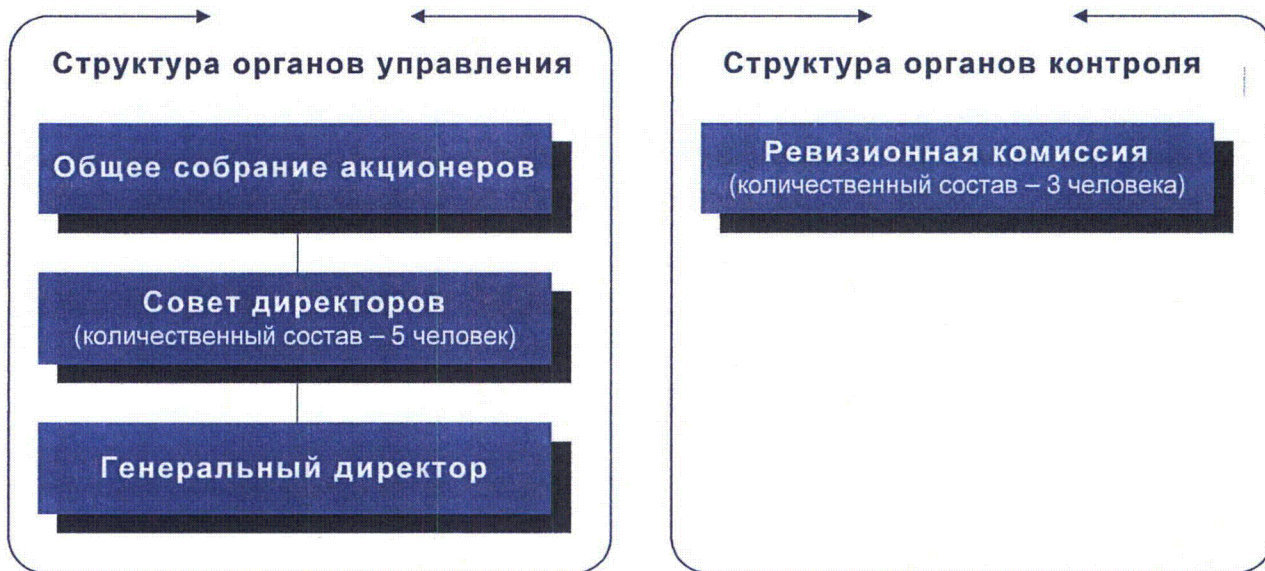 Структура органов управления
Общее собрание акционеров
Совет директоров
(количественный состав – 5 человек)
Генеральный директор
Структура органов контроля
Ревизионная комиссия
(количественный состав – 3 человека)